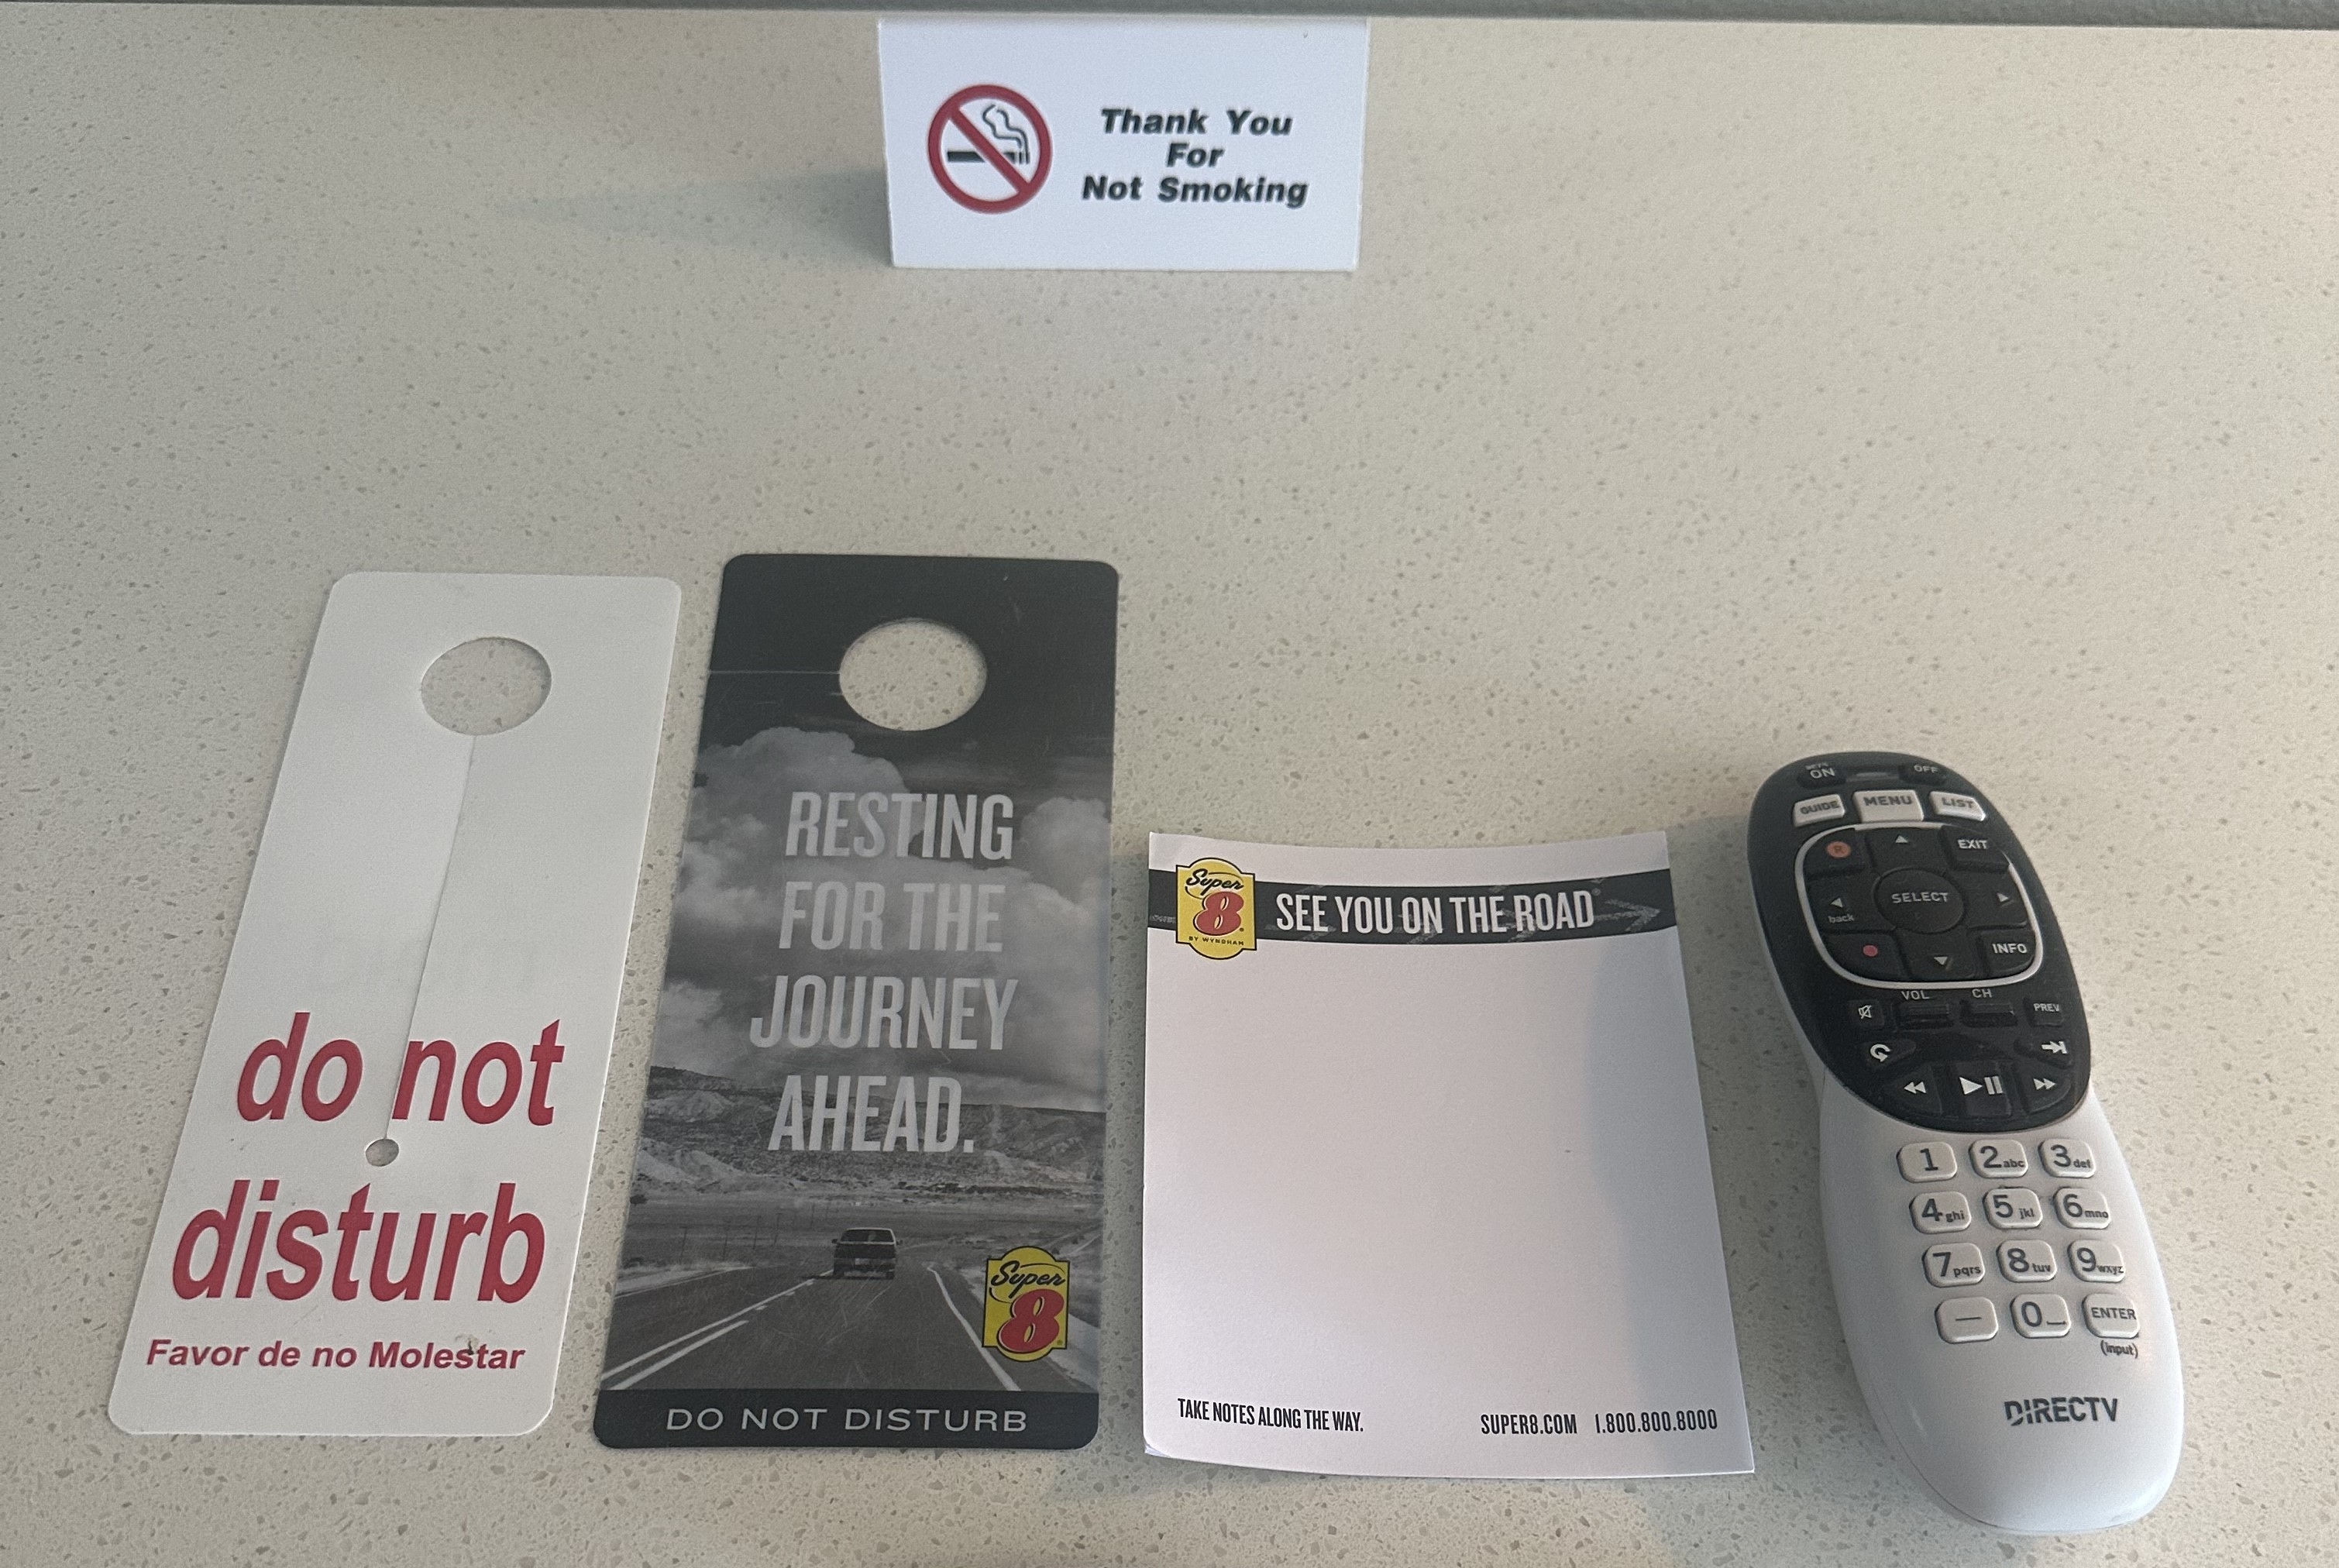 Thank You
For
Not Smoking
do not
disturb
Favor de no Molestar
RESTING
FOR THE
JOURNEY
AHEAD.
Super
8
DO NOT DISTURB
Super
8
BY WYNDHAM
SEE YOU ON THE ROAD®
TAKE NOTES ALONG THE WAY.
SUPER8.COM 1.800.800.8000
ON OFF
GUIDE MENU LIST
R EXIT
SELECT
back
INFO
VOL CH
PREV
1 2abc 3def
4ghi 5jkl 6mno
7pqrs 8tuv 9wxyz
— 0_ ENTER
(input)
DIRECTV